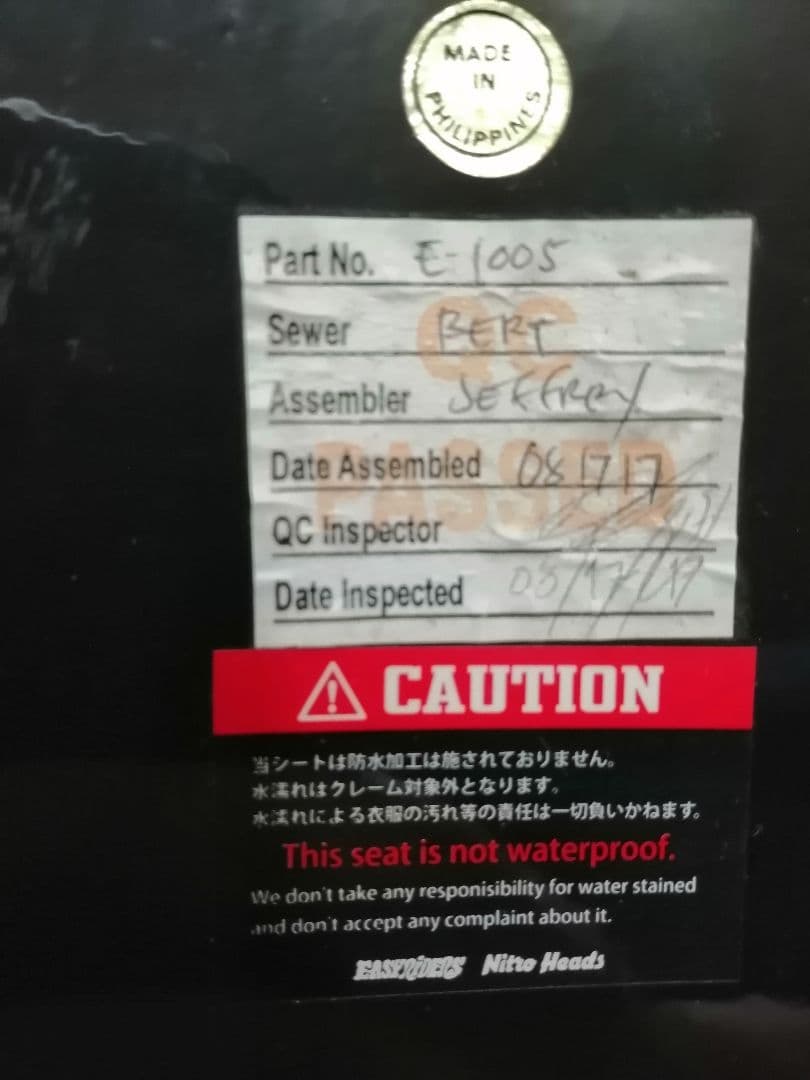 MADE
IN
PHILIPPINES
Part No. E-1005
Sewer BERT
Assembler JEFFREY
Date Assembled 08 17 17
QC Inspector
Date Inspected
QC
PASSED
CAUTION
当シートは防水加工は施されておりません。
水濡れはクレーム対象外となります。
水濡れによる衣服の汚れ等の責任は一切負いかねます。
This seat is not waterproof.
We don't take any responisibility for water stained
and don't accept any complaint about it.
EASYRIDERS Nitro Heads